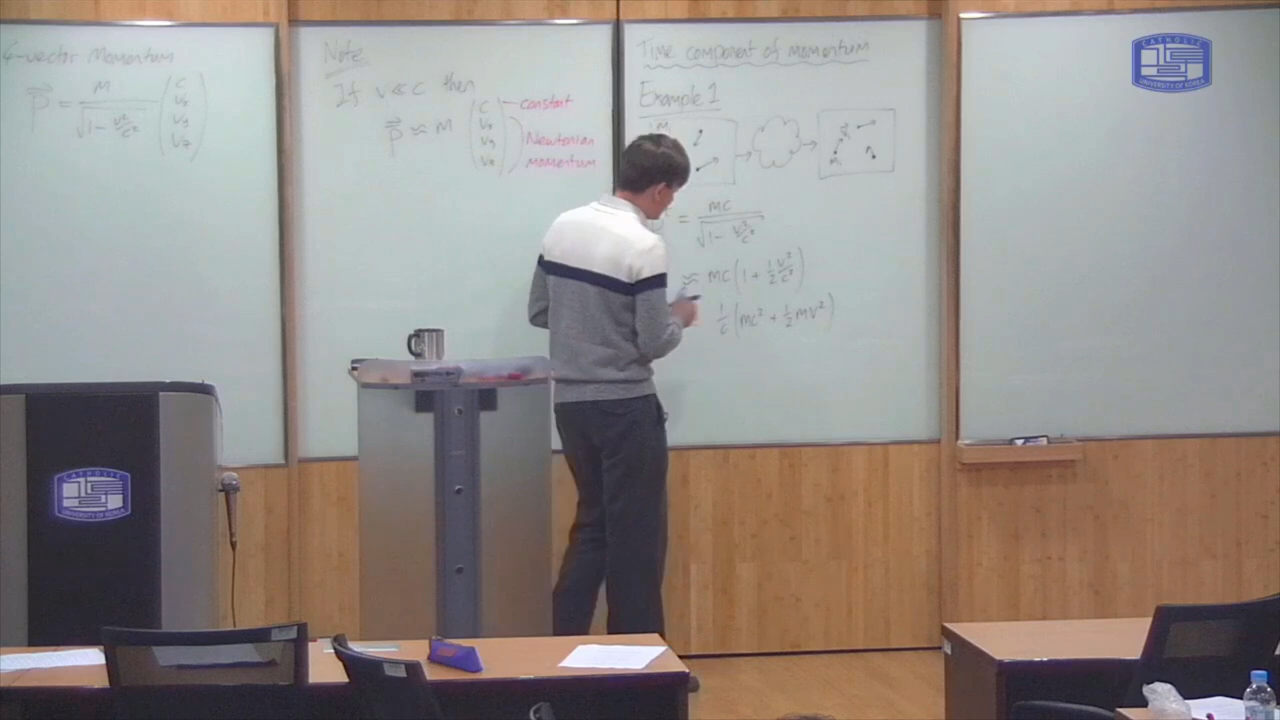 4-vector Momentum
p = m / √(1 - v²/c²) (c vx vy vz)
Note
If v ≪ c then
p ≈ m (c vx vy vz)
constant
Newtonian
momentum
Time component of momentum
Example 1
= mc / √(1 - v²/c²)
≈ mc(1 + ½ v²/c²)
1/c (mc² + ½mv²)
CATHOLIC
UNIVERSITY OF KOREA
CATHOLIC
UNIVERSITY OF KOREA